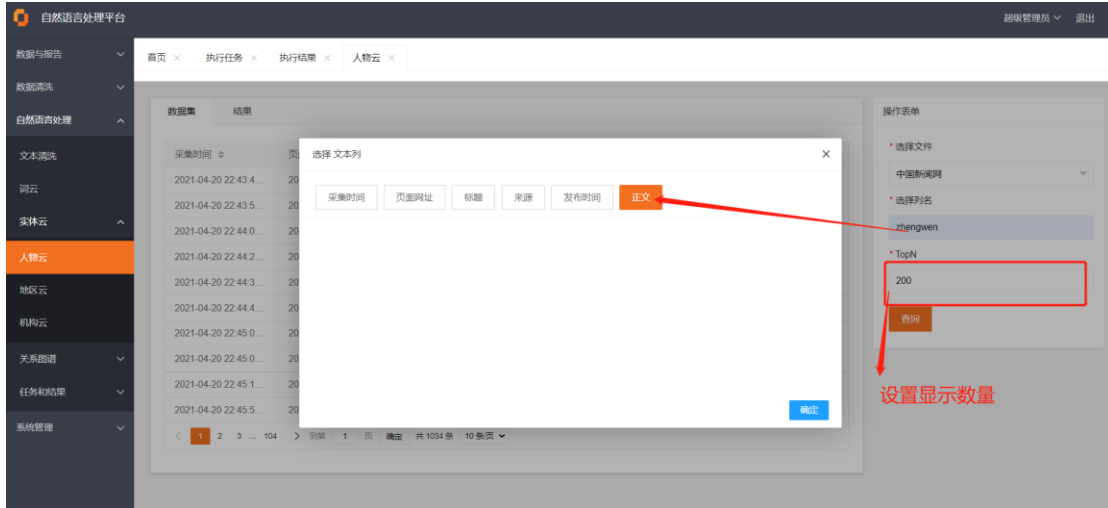 自然语言处理平台
超级管理员 退出
数据与报告
数据清洗
自然语言处理
文本清洗
词云
实体云
人物云
地区云
机构云
关系图谱
任务和结果
系统管理
首页 × 执行任务 × 执行结果 × 人物云 ×
数据集 结果
采集时间 页
2021-04-20 22:43:4... 20
2021-04-20 22:43:5... 20
2021-04-20 22:44:0... 20
2021-04-20 22:44:2... 20
2021-04-20 22:44:3... 20
2021-04-20 22:44:4... 20
2021-04-20 22:45:0... 20
2021-04-20 22:45:0... 20
2021-04-20 22:45:1... 20
2021-04-20 22:45:5... 20
< 1 2 3 ... 104 > 到第 1 页 确定 共 1034 条 10 条/页
选择 文本列 ×
采集时间 页面网址 标题 来源 发布时间 正文
确定
操作表单
* 选择文件
中国新闻网
* 选择列名
zhengwen
* TopN
200
查询
设置显示数量